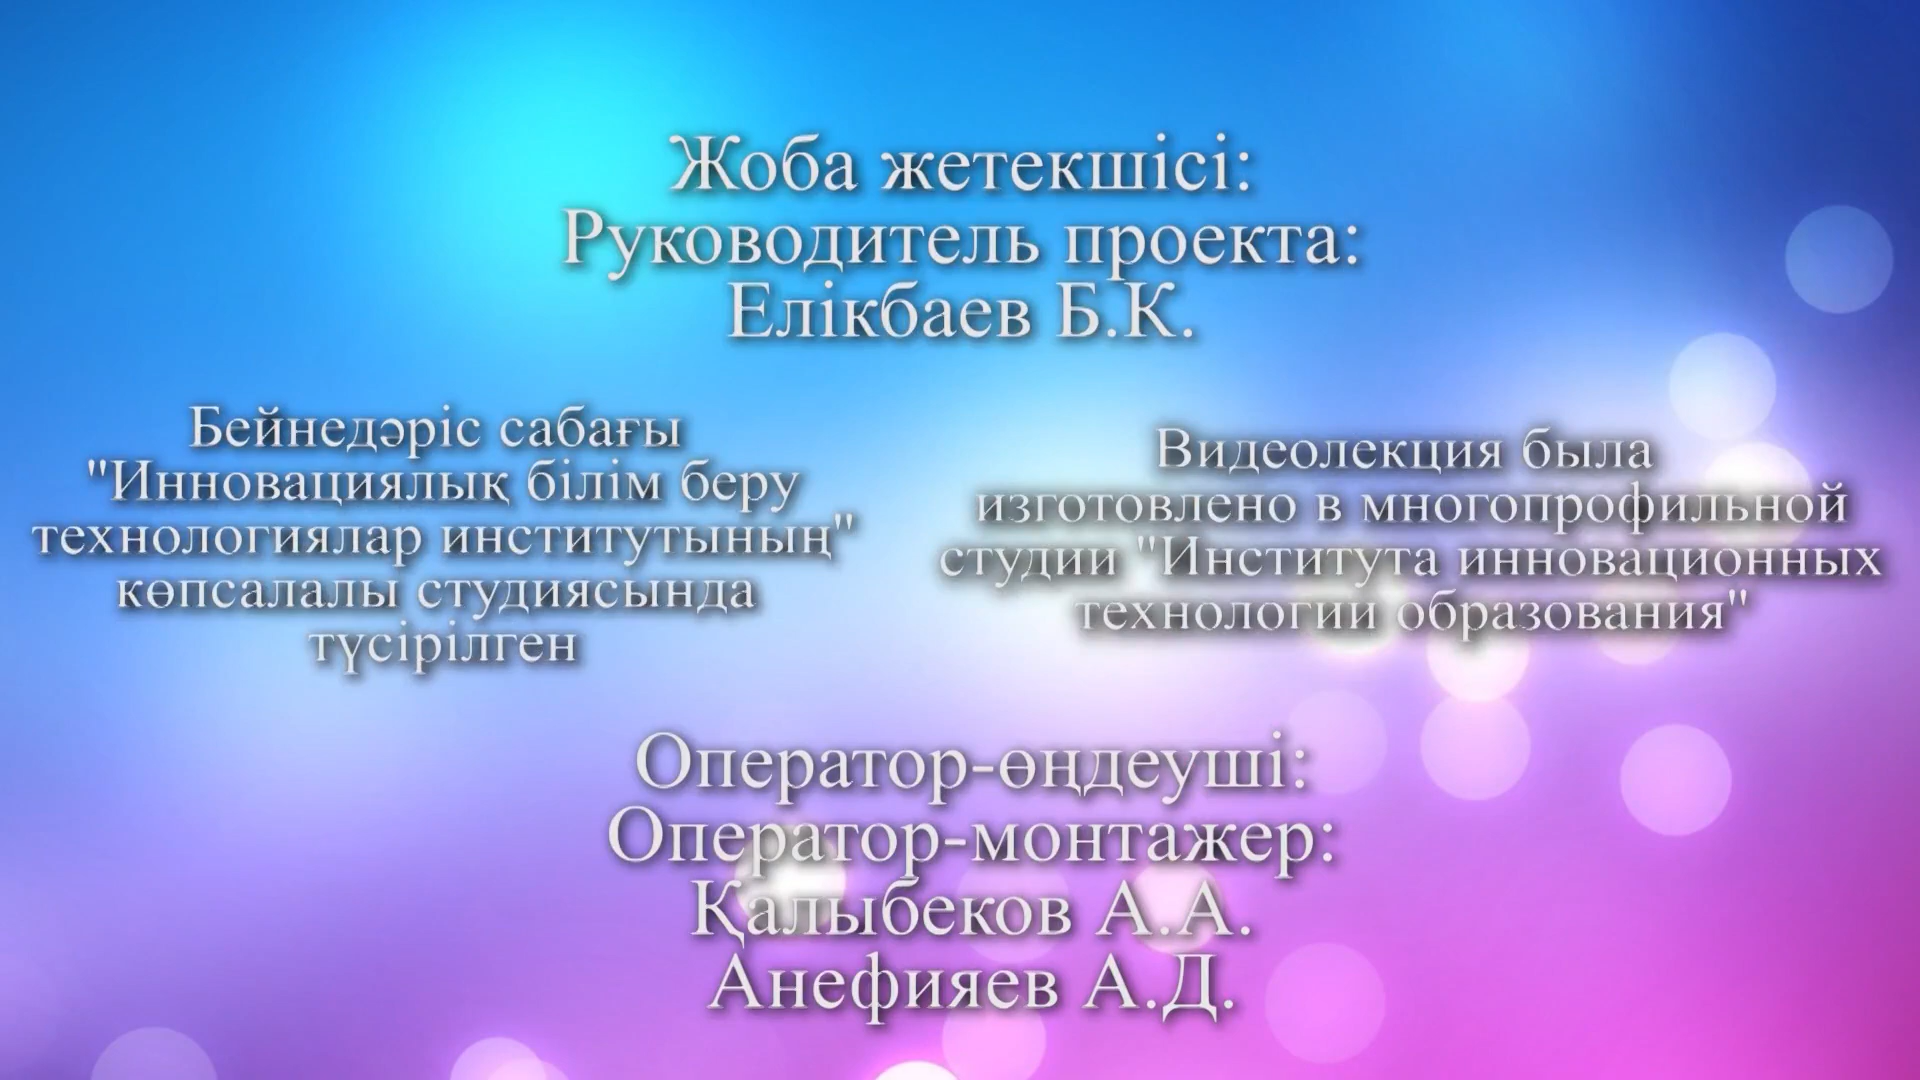 Жоба жетекшісі:
Руководитель проекта:
Елікбаев Б.К.
Бейнедәріс сабағы
"Инновациялық білім беру
технологиялар институтының"
көпсалалы студиясында
түсірілген
Видеолекция была
изготовлено в многопрофильной
студии "Института инновационных
технологии образования"
Оператор-өңдеуші:
Оператор-монтажер:
Қалыбеков А.А.
Анефияев А.Д.